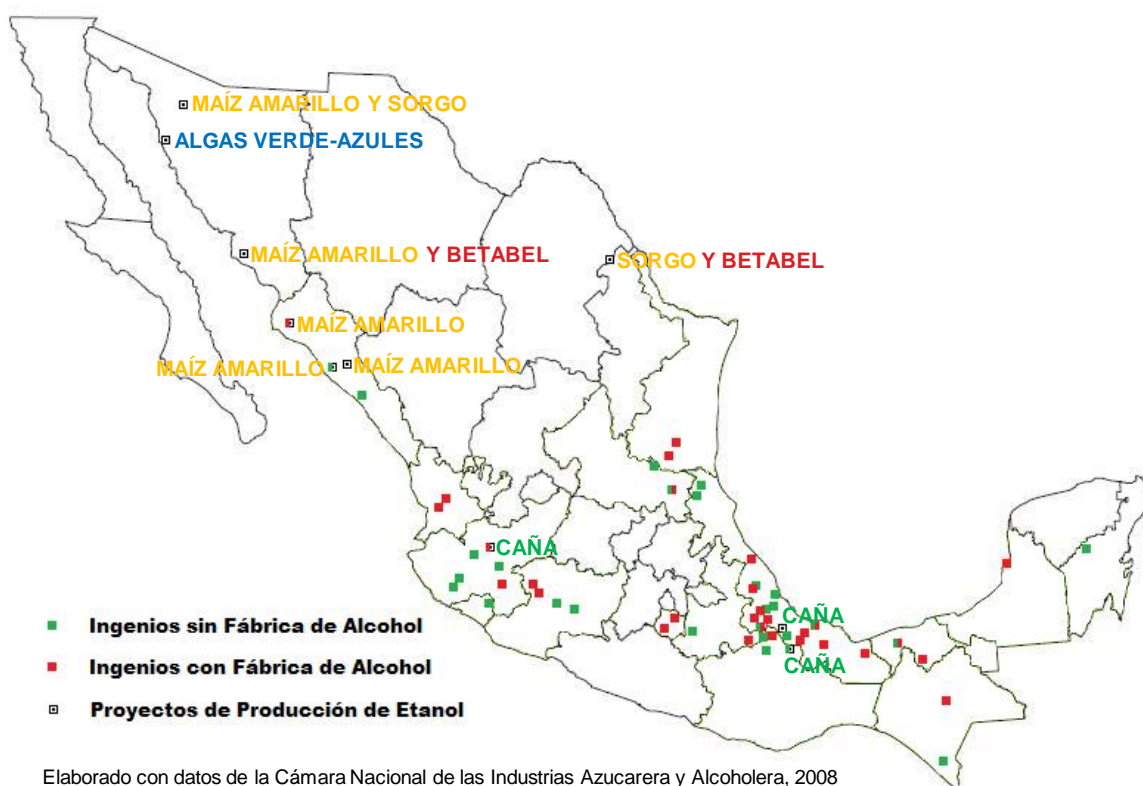 MAÍZ AMARILLO Y SORGO
ALGAS VERDE-AZULES
MAÍZ AMARILLO Y BETABEL
SORGO Y BETABEL
MAÍZ AMARILLO
MAÍZ AMARILLO
MAÍZ AMARILLO
CAÑA
CAÑA
CAÑA
Ingenios sin Fábrica de Alcohol
Ingenios con Fábrica de Alcohol
Proyectos de Producción de Etanol
Elaborado con datos de la Cámara Nacional de las Industrias Azucarera y Alcoholera, 2008